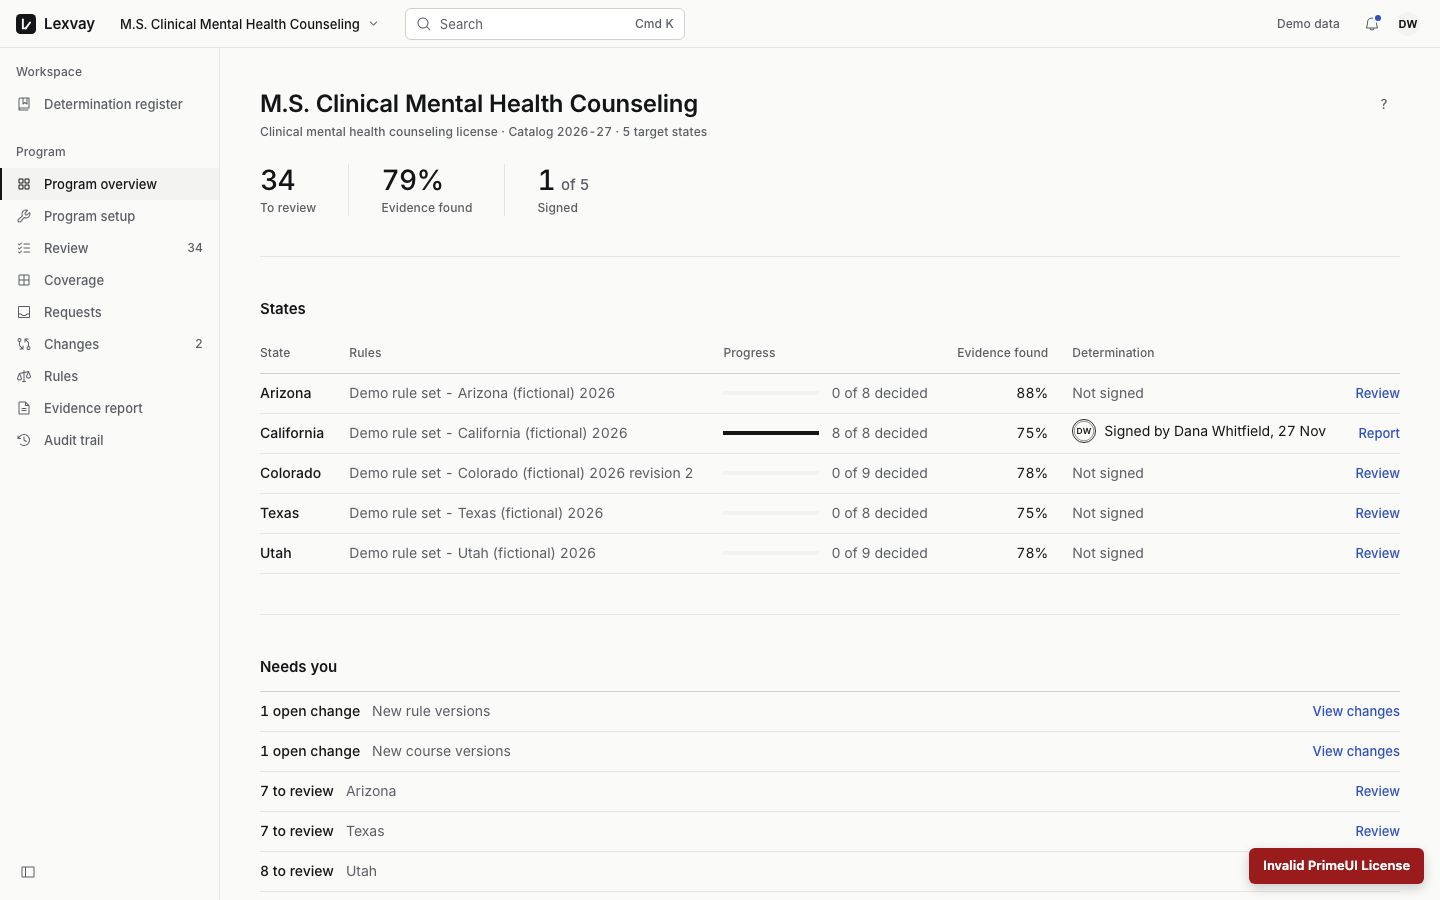 Lexvay
M.S. Clinical Mental Health Counseling
Search
Cmd K
Demo data
DW
Workspace
Determination register
Program
Program overview
Program setup
Review 34
Coverage
Requests
Changes 2
Rules
Evidence report
Audit trail
M.S. Clinical Mental Health Counseling
?
Clinical mental health counseling license · Catalog 2026-27 · 5 target states
34
To review
79%
Evidence found
1 of 5
Signed
States
State Rules Progress Evidence found Determination
Arizona Demo rule set - Arizona (fictional) 2026 0 of 8 decided 88% Not signed Review
California Demo rule set - California (fictional) 2026 8 of 8 decided 75% DW Signed by Dana Whitfield, 27 Nov Report
Colorado Demo rule set - Colorado (fictional) 2026 revision 2 0 of 9 decided 78% Not signed Review
Texas Demo rule set - Texas (fictional) 2026 0 of 8 decided 75% Not signed Review
Utah Demo rule set - Utah (fictional) 2026 0 of 9 decided 78% Not signed Review
Needs you
1 open change New rule versions View changes
1 open change New course versions View changes
7 to review Arizona Review
7 to review Texas Review
8 to review Utah
Invalid PrimeUI License